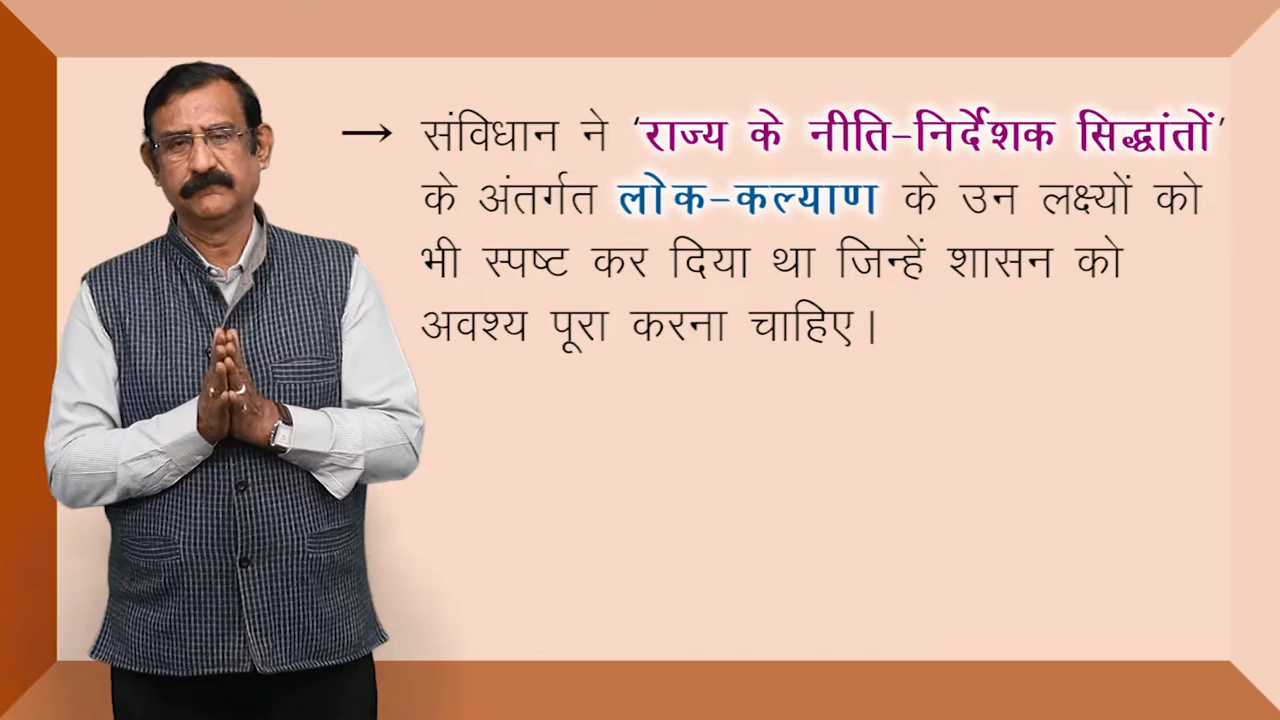 → संविधान ने ‘राज्य के नीति-निर्देशक सिद्धांतों’
के अंतर्गत लोक-कल्याण के उन लक्ष्यों को
भी स्पष्ट कर दिया था जिन्हें शासन को
अवश्य पूरा करना चाहिए।